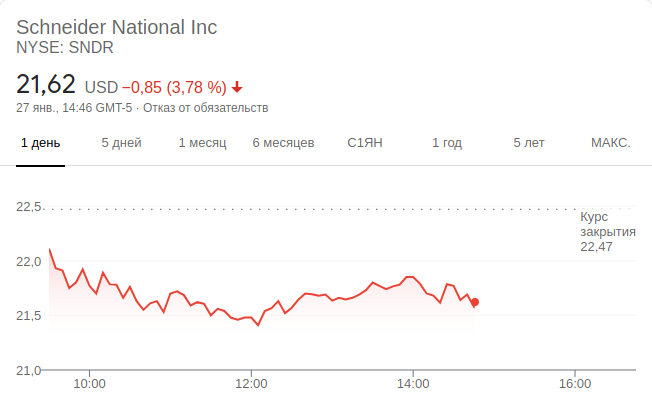 Schneider National Inc
NYSE: SNDR
21,62 USD −0,85 (3,78 %)
27 янв., 14:46 GMT-5 · Отказ от обязательств
1 день 5 дней 1 месяц 6 месяцев С1ЯН 1 год 5 лет МАКС.
22,5
Курс
закрытия
22,47
22,0
21,5
21,0
10:00 12:00 14:00 16:00